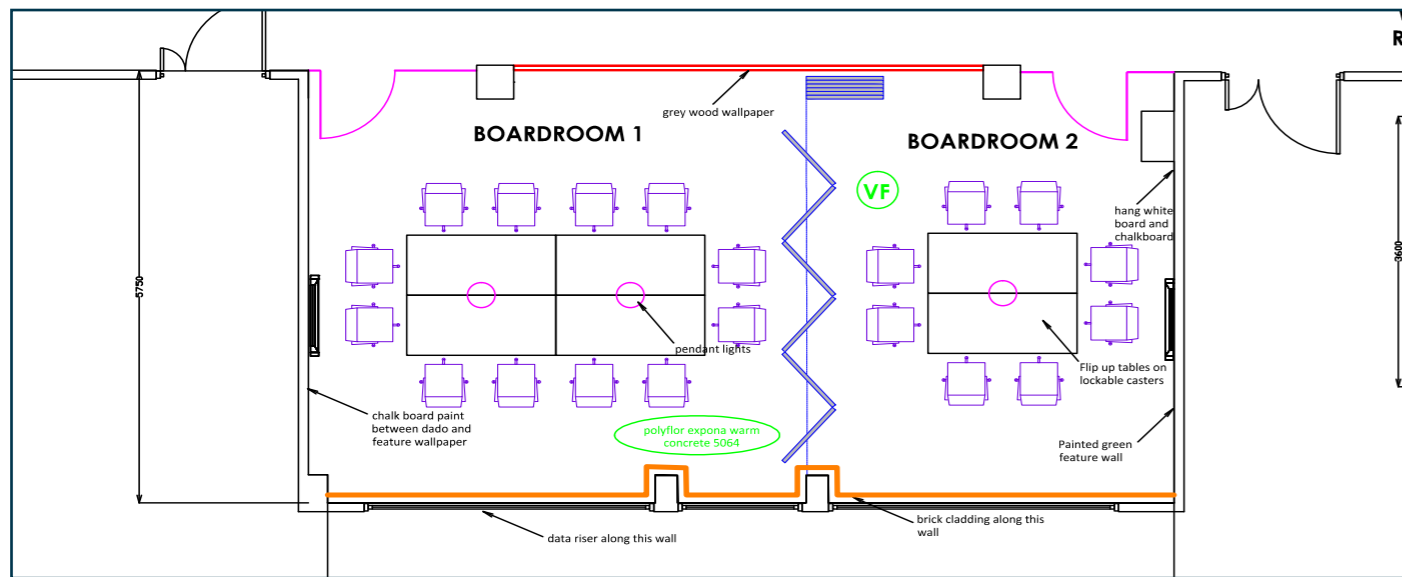 R
grey wood wallpaper
BOARDROOM 1
BOARDROOM 2
VF
hang white
board and
chalkboard
5750
3600
pendant lights
Flip up tables on
lockable casters
chalk board paint
between dado and
feature wallpaper
polyflor expona warm
concrete 5064
Painted green
feature wall
data riser along this wall
brick cladding along this
wall